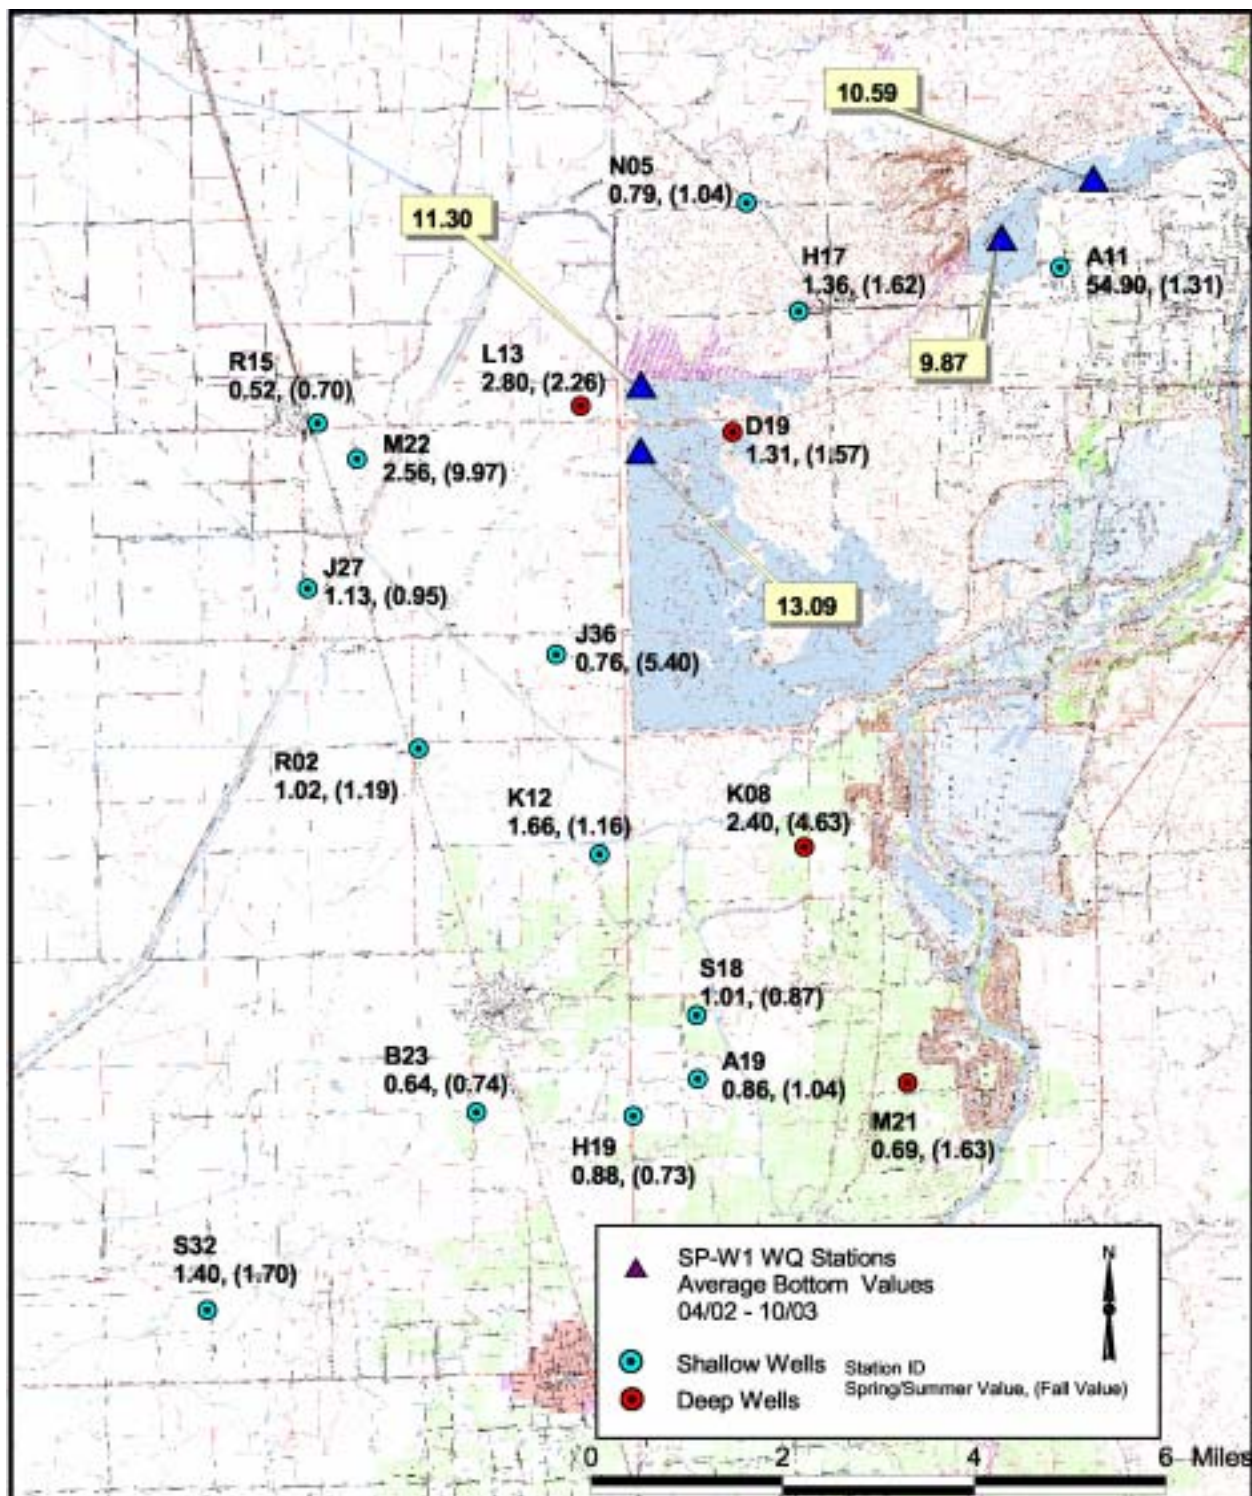 10.59
N05
0.79, (1.04)
11.30
H17
1.36, (1.62)
A11
54.90, (1.31)
9.87
L13
2.80, (2.26)
R15
0.52, (0.70)
D19
1.31, (1.57)
M22
2.56, (9.97)
J27
1.13, (0.95)
13.09
J36
0.76, (5.40)
R02
1.02, (1.19)
K12
1.66, (1.16)
K08
2.40, (4.63)
S18
1.01, (0.87)
B23
0.64, (0.74)
A19
0.86, (1.04)
M21
0.69, (1.63)
H19
0.88, (0.73)
S32
1.40, (1.70)
SP-W1 WQ Stations
Average Bottom Values
04/02 - 10/03
N
Shallow Wells
Deep Wells
Station ID
Spring/Summer Value, (Fall Value)
0 2 4 6 Miles